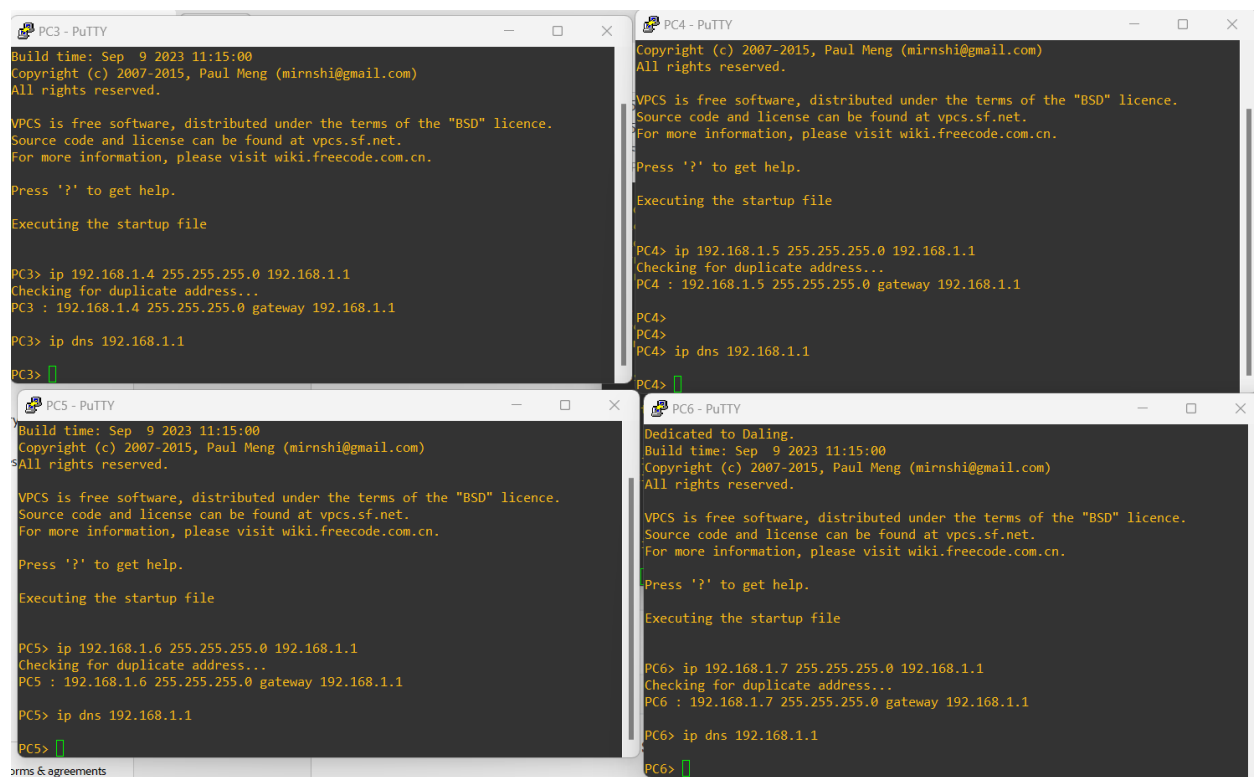 PC3 - PuTTY
Build time: Sep  9 2023 11:15:00
Copyright (c) 2007-2015, Paul Meng (mirnshi@gmail.com)
All rights reserved.
VPCS is free software, distributed under the terms of the "BSD" licence.
Source code and license can be found at vpcs.sf.net.
For more information, please visit wiki.freecode.com.cn.
Press '?' to get help.
Executing the startup file
PC3> ip 192.168.1.4 255.255.255.0 192.168.1.1
Checking for duplicate address...
PC3 : 192.168.1.4 255.255.255.0 gateway 192.168.1.1
PC3> ip dns 192.168.1.1
PC3>
PC4 - PuTTY
Copyright (c) 2007-2015, Paul Meng (mirnshi@gmail.com)
All rights reserved.
VPCS is free software, distributed under the terms of the "BSD" licence.
Source code and license can be found at vpcs.sf.net.
For more information, please visit wiki.freecode.com.cn.
Press '?' to get help.
Executing the startup file
PC4> ip 192.168.1.5 255.255.255.0 192.168.1.1
Checking for duplicate address...
PC4 : 192.168.1.5 255.255.255.0 gateway 192.168.1.1
PC4>
PC4>
PC4> ip dns 192.168.1.1
PC4>
PC5 - PuTTY
Build time: Sep  9 2023 11:15:00
Copyright (c) 2007-2015, Paul Meng (mirnshi@gmail.com)
All rights reserved.
VPCS is free software, distributed under the terms of the "BSD" licence.
Source code and license can be found at vpcs.sf.net.
For more information, please visit wiki.freecode.com.cn.
Press '?' to get help.
Executing the startup file
PC5> ip 192.168.1.6 255.255.255.0 192.168.1.1
Checking for duplicate address...
PC5 : 192.168.1.6 255.255.255.0 gateway 192.168.1.1
PC5> ip dns 192.168.1.1
PC5>
PC6 - PuTTY
Dedicated to Daling.
Build time: Sep  9 2023 11:15:00
Copyright (c) 2007-2015, Paul Meng (mirnshi@gmail.com)
All rights reserved.
VPCS is free software, distributed under the terms of the "BSD" licence.
Source code and license can be found at vpcs.sf.net.
For more information, please visit wiki.freecode.com.cn.
Press '?' to get help.
Executing the startup file
PC6> ip 192.168.1.7 255.255.255.0 192.168.1.1
Checking for duplicate address...
PC6 : 192.168.1.7 255.255.255.0 gateway 192.168.1.1
PC6> ip dns 192.168.1.1
PC6>
orms & agreements